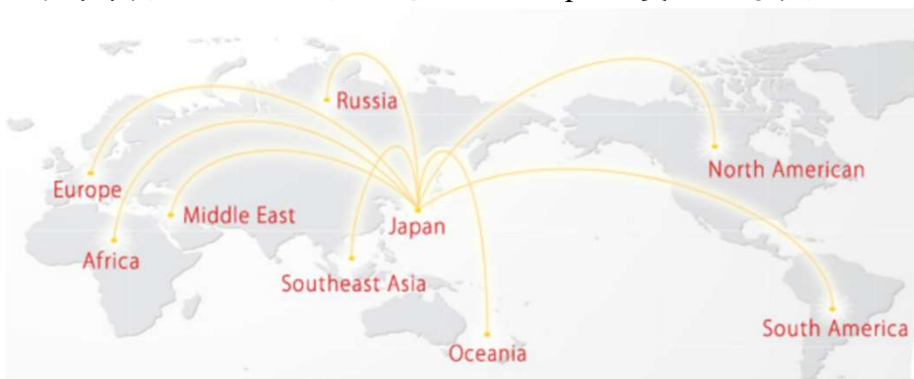 Russia
North American
Europe
Middle East
Japan
Africa
Southeast Asia
South America
Oceania